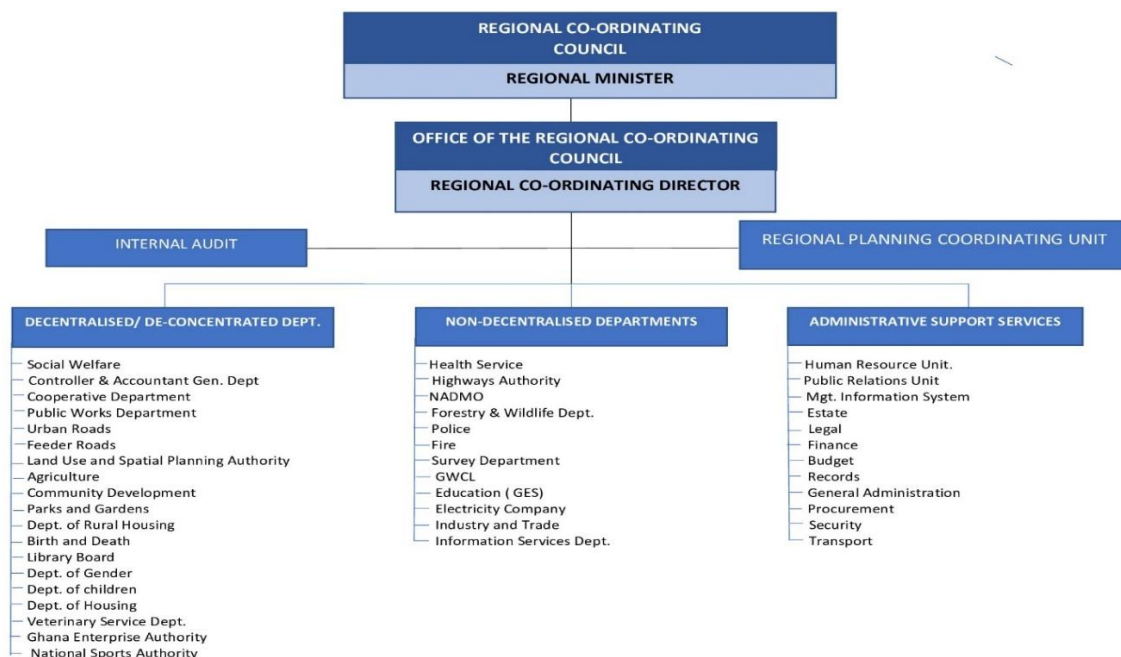 REGIONAL CO-ORDINATING
COUNCIL
REGIONAL MINISTER
OFFICE OF THE REGIONAL CO-ORDINATING
COUNCIL
REGIONAL CO-ORDINATING DIRECTOR
INTERNAL AUDIT
REGIONAL PLANNING COORDINATING UNIT
DECENTRALISED/ DE-CONCENTRATED DEPT.
Social Welfare
Controller & Accountant Gen. Dept
Cooperative Department
Public Works Department
Urban Roads
Feeder Roads
Land Use and Spatial Planning Authority
Agriculture
Community Development
Parks and Gardens
Dept. of Rural Housing
Birth and Death
Library Board
Dept. of Gender
Dept. of children
Dept. of Housing
Veterinary Service Dept.
Ghana Enterprise Authority
National Sports Authority
NON-DECENTRALISED DEPARTMENTS
Health Service
Highways Authority
NADMO
Forestry & Wildlife Dept.
Police
Fire
Survey Department
GWCL
Education ( GES)
Electricity Company
Industry and Trade
Information Services Dept.
ADMINISTRATIVE SUPPORT SERVICES
Human Resource Unit.
Public Relations Unit
Mgt. Information System
Estate
Legal
Finance
Budget
Records
General Administration
Procurement
Security
Transport